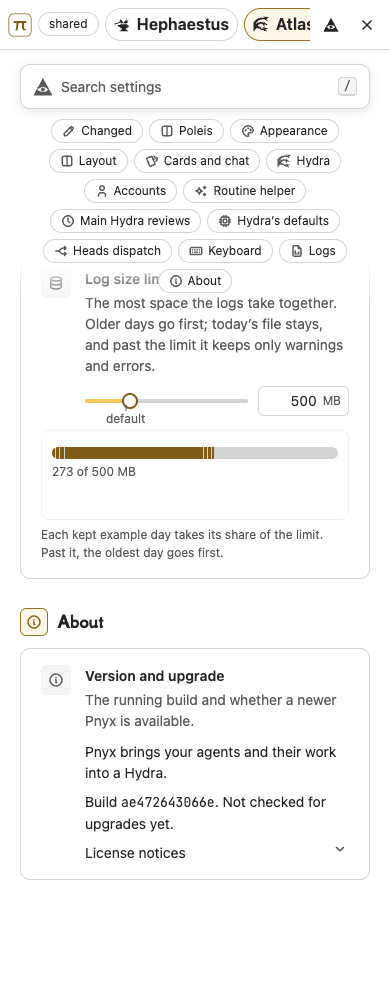 π shared Hephaestus Atlas
Search settings /
Changed Poleis Appearance
Layout Cards and chat Hydra
Accounts Routine helper
Main Hydra reviews Hydra's defaults
Heads dispatch Keyboard Logs
Log size lim About
The most space the logs take together.
Older days go first; today's file stays,
and past the limit it keeps only warnings
and errors.
500 MB
default
273 of 500 MB
Each kept example day takes its share of the limit.
Past it, the oldest day goes first.
About
Version and upgrade
The running build and whether a newer
Pnyx is available.
Pnyx brings your agents and their work
into a Hydra.
Build ae472643066e. Not checked for
upgrades yet.
License notices